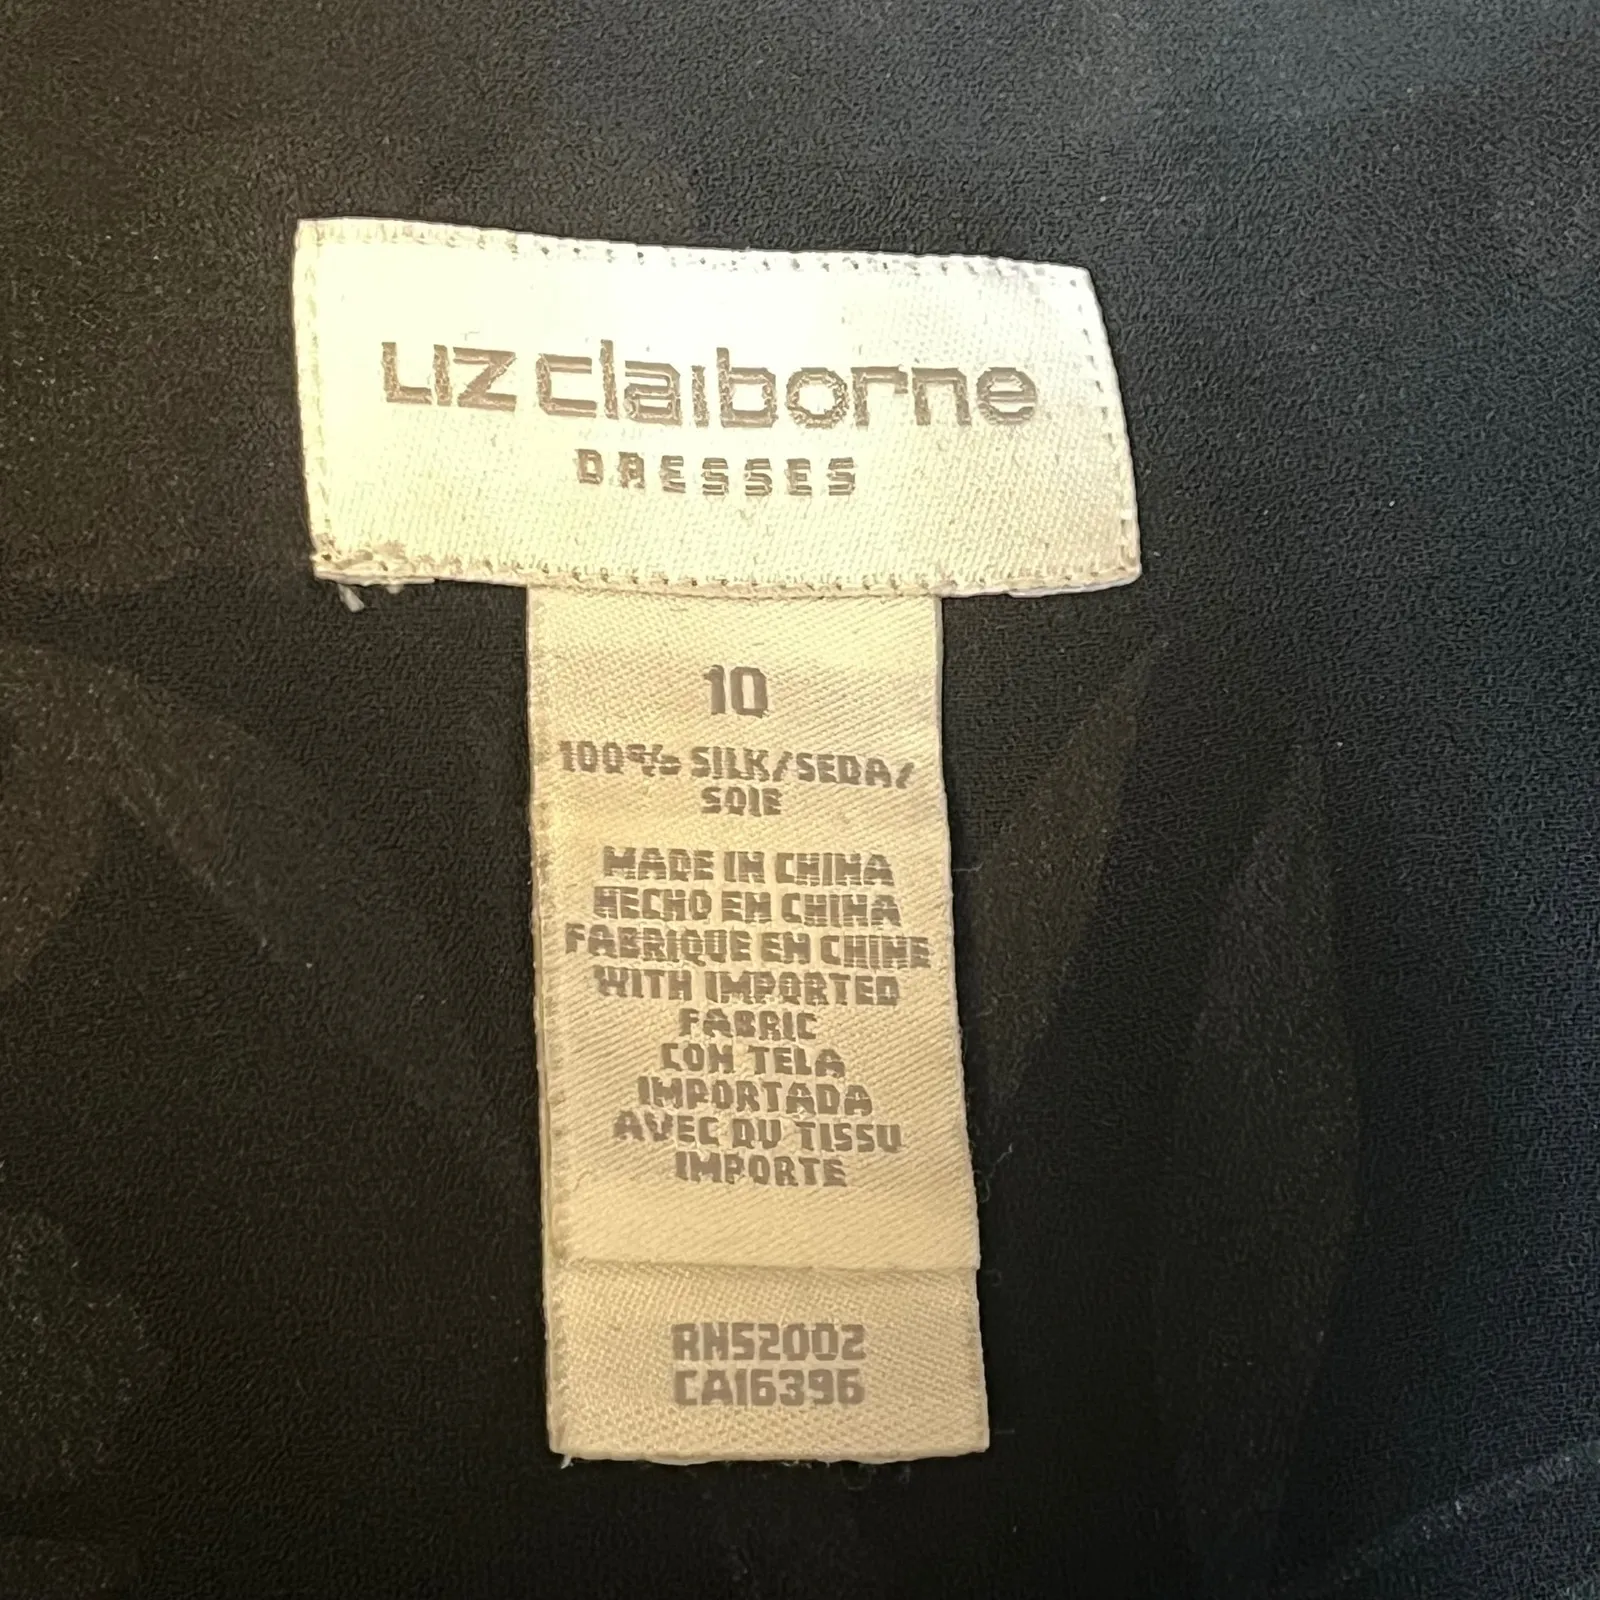 Liz claiborne
DRESSES
10
100% SILK/SEDA/
SOIE
MADE IN CHINA
HECHO EN CHINA
FABRIQUE EN CHINE
WITH IMPORTED
FABRIC
CON TELA
IMPORTADA
AVEC DU TISSU
IMPORTE
RN52002
CA16396